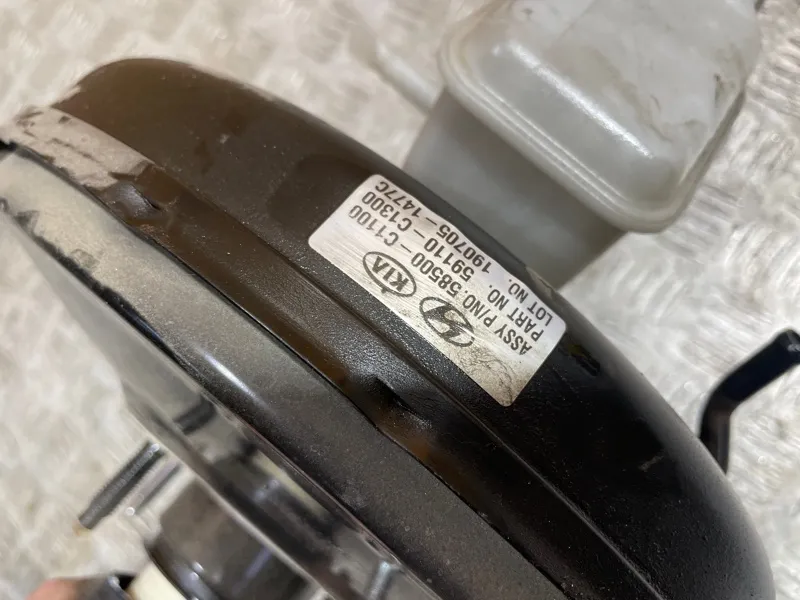 KIA
ASSY P/NO. 58500 - C1100
PART NO. 59110 - C1300
LOT NO. 190705 - 1477C